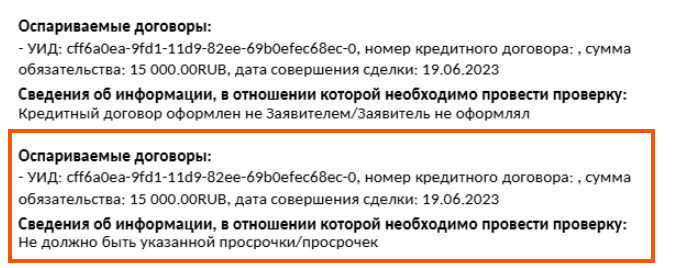 Оспариваемые договоры:
- УИД: cff6a0ea-9fd1-11d9-82ee-69b0efec68ec-0, номер кредитного договора: , сумма
обязательства: 15 000.00RUB, дата совершения сделки: 19.06.2023
Сведения об информации, в отношении которой необходимо провести проверку:
Кредитный договор оформлен не Заявителем/Заявитель не оформлял
Оспариваемые договоры:
- УИД: cff6a0ea-9fd1-11d9-82ee-69b0efec68ec-0, номер кредитного договора: , сумма
обязательства: 15 000.00RUB, дата совершения сделки: 19.06.2023
Сведения об информации, в отношении которой необходимо провести проверку:
Не должно быть указанной просрочки/просрочек